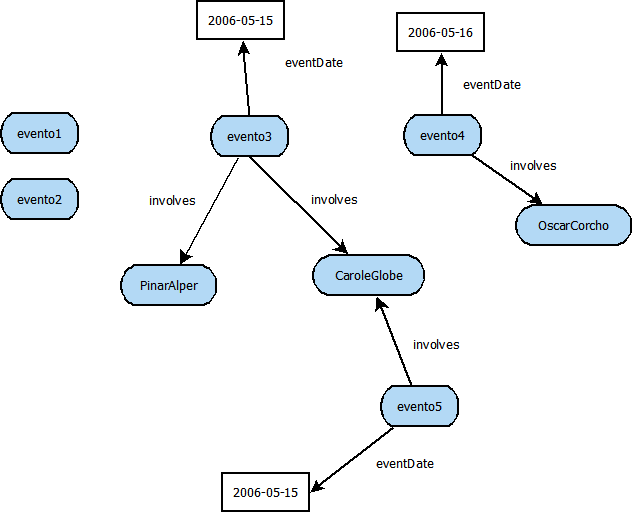 2006-05-15
2006-05-16
eventDate
eventDate
evento1
evento3
evento4
involves
evento2
involves
involves
OscarCorcho
PinarAlper
CaroleGlobe
involves
evento5
eventDate
2006-05-15